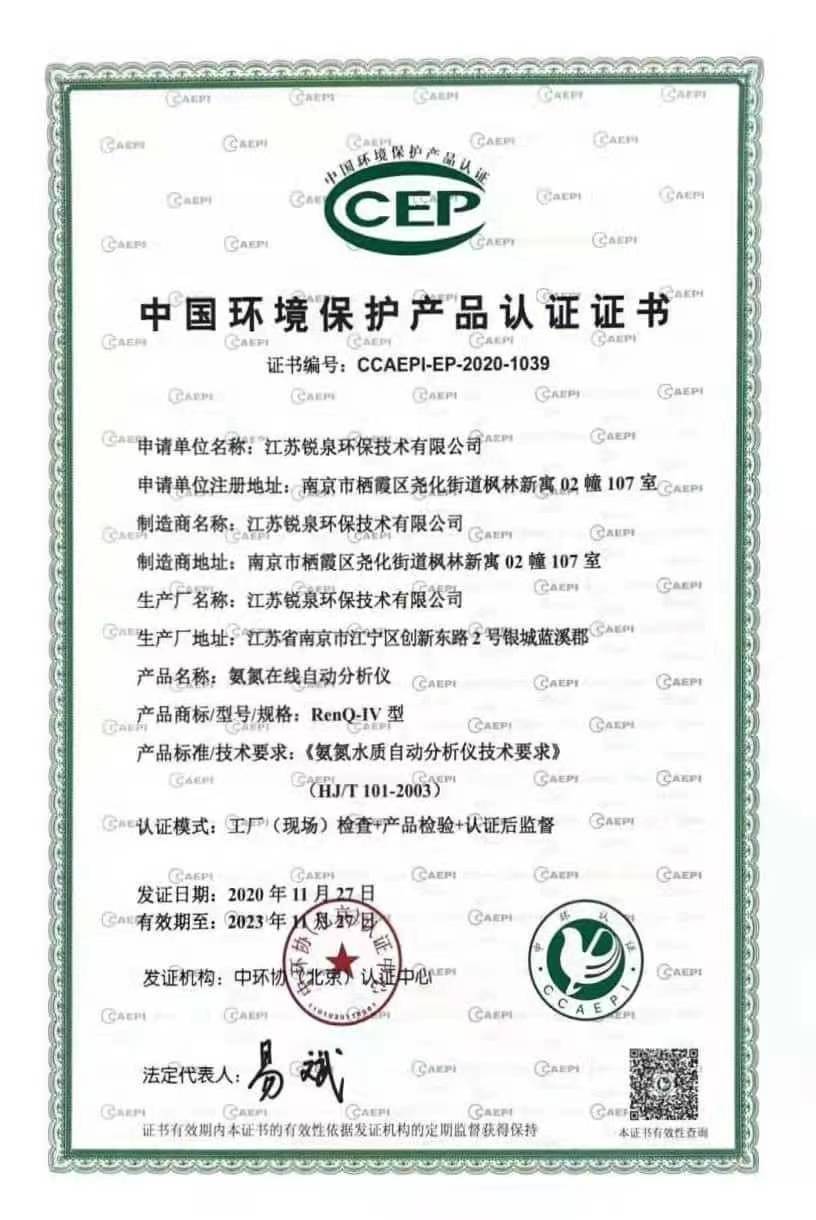 中国环境保护产品认证
CEP
中国环境保护产品认证证书
证书编号：CCAEPI-EP-2020-1039
申请单位名称：江苏锐泉环保技术有限公司
申请单位注册地址：南京市栖霞区尧化街道枫林新寓 02 幢 107 室
制造商名称：江苏锐泉环保技术有限公司
制造商地址：南京市栖霞区尧化街道枫林新寓 02 幢 107 室
生产厂名称：江苏锐泉环保技术有限公司
生产厂地址：江苏省南京市江宁区创新东路 2 号银城蓝溪郡
产品名称：氨氮在线自动分析仪
产品商标/型号/规格：RenQ-IV 型
产品标准/技术要求：《氨氮水质自动分析仪技术要求》
（HJ/T 101-2003）
认证模式：工厂（现场）检查+产品检验+认证后监督
发证日期：2020 年 11 月 27 日
有效期至：2023 年 11 月 27 日
中环协（北京）认证中心
中环认证
CCAEPI
发证机构：中环协（北京）认证中心
法定代表人：易斌
证书有效期内本证书的有效性依据发证机构的定期监督获得保持
本证书有效性查询